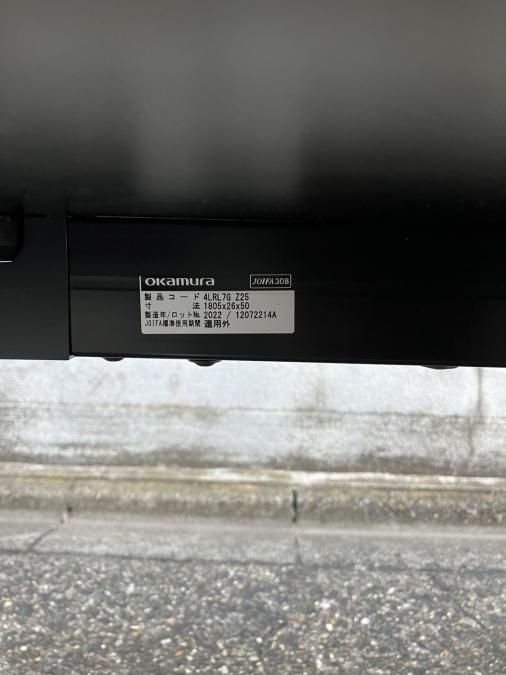 okamura JOIFA308
製品コード 4LRL7G Z25
寸法 1805x26x50
製造年/ロット№ 2022 / 12072214A
JOIFA標準使用期間 適用外